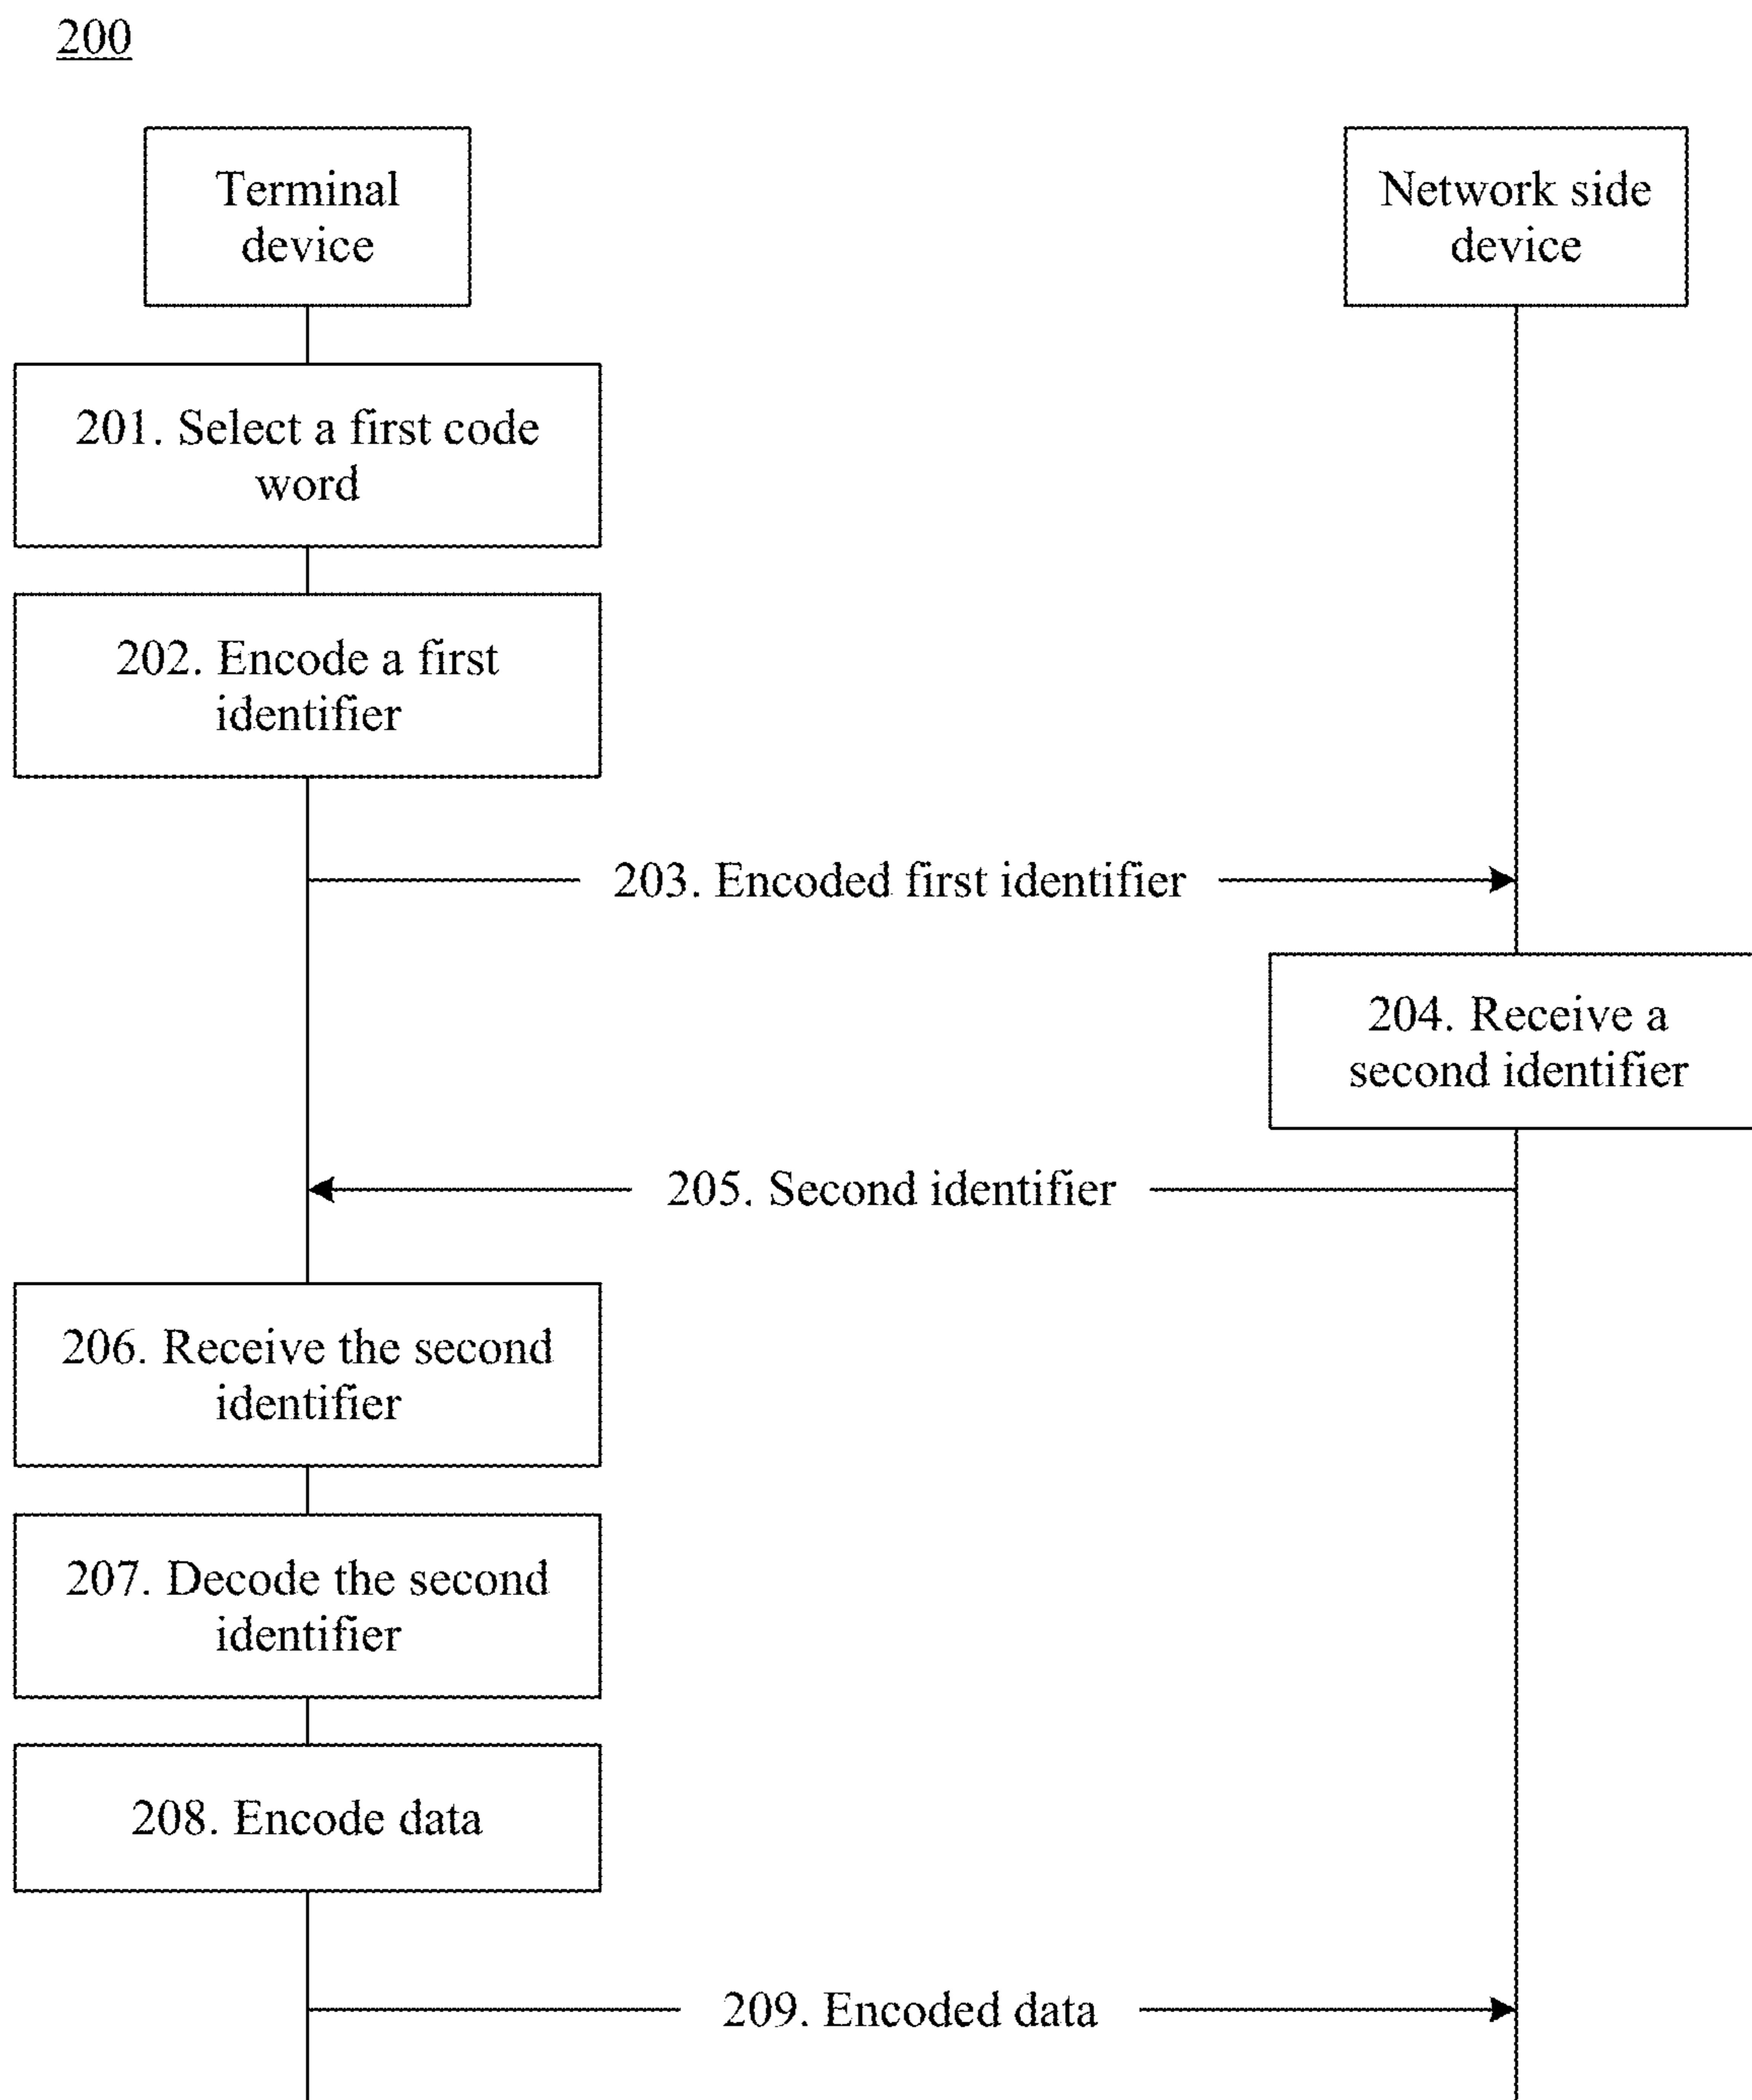 200
Terminal
device
Network side
device
201. Select a first code
word
202. Encode a first
identifier
203. Encoded first identifier
204. Receive a
second identifier
205. Second identifier
206. Receive the second
identifier
207. Decode the second
identifier
208. Encode data
209. Encoded data